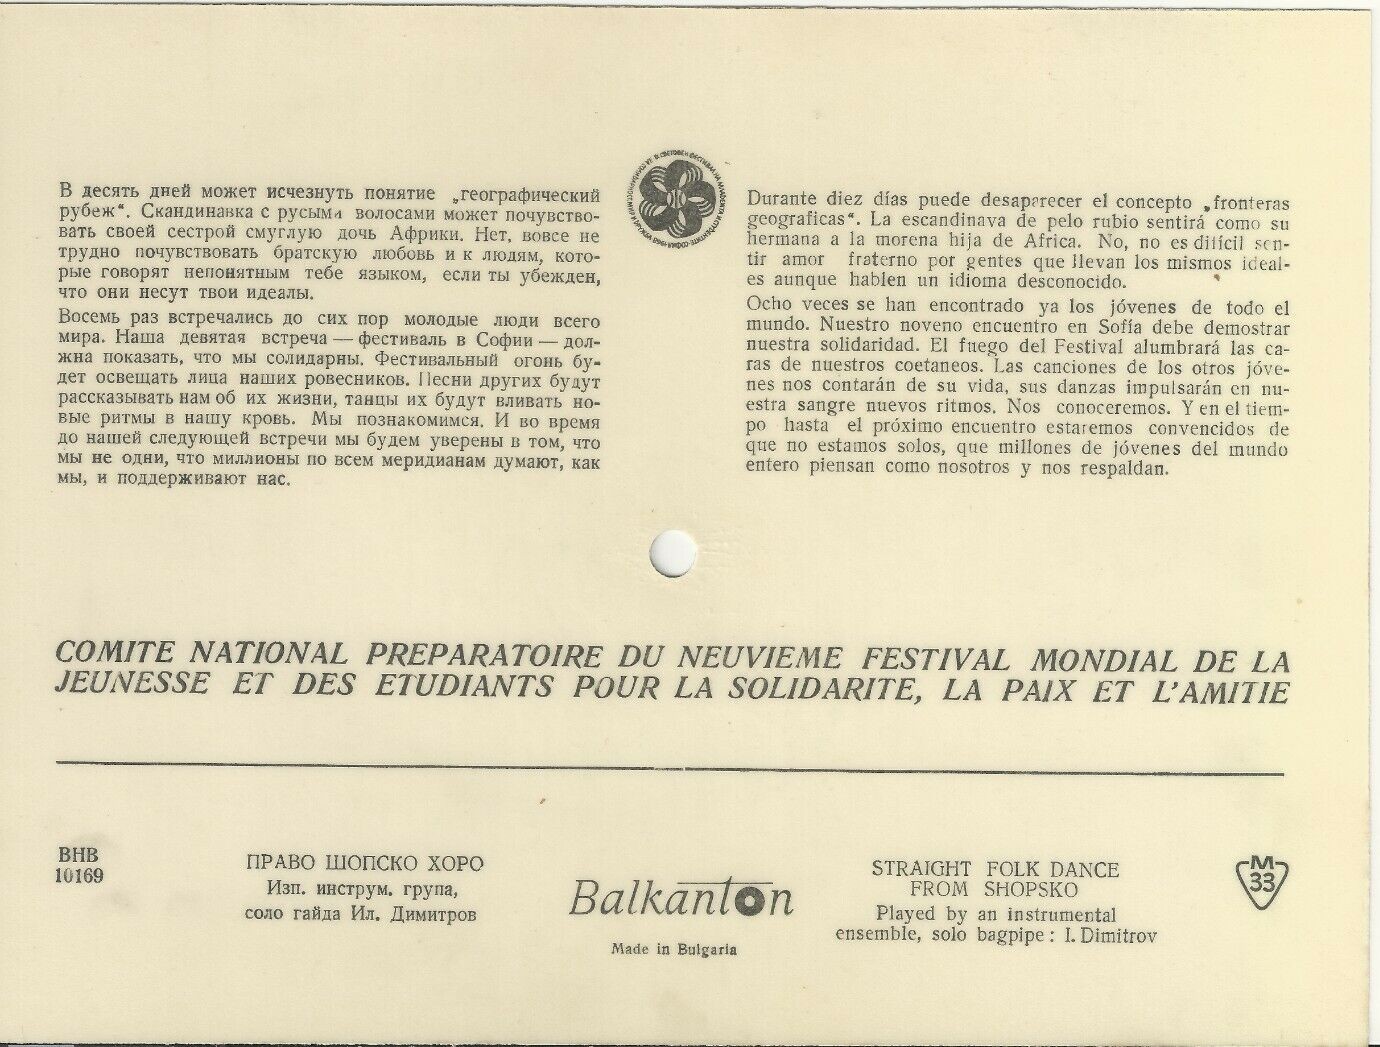 В десять дней может исчезнуть понятие „географический
рубеж“. Скандинавка с русыми волосами может почувство-
вать своей сестрой смуглую дочь Африки. Нет, вовсе не
трудно почувствовать братскую любовь и к людям, кото-
рые говорят непонятным тебе языком, если ты убежден,
что они несут твои идеалы.
Восемь раз встречались до сих пор молодые люди всего
мира. Наша девятая встреча — фестиваль в Софии — дол-
жна показать, что мы солидарны. Фестивальный огонь бу-
дет освещать лица наших ровесников. Песни других будут
рассказывать нам об их жизни, танцы их будут вливать но-
вые ритмы в нашу кровь. Мы познакомимся. И во время
до нашей следующей встречи мы будем уверены в том, что
мы не одни, что миллионы по всем меридианам думают, как
мы, и поддерживают нас.
Durante diez días puede desaparecer el concepto „fronteras
geograficas“. La escandinava de pelo rubio sentirá como su
hermana a la morena hija de Africa. No, no es difícil sen-
tir amor fraterno por gentes que llevan los mismos ideal-
es aunque hablen un idioma desconocido.
Ocho veces se han encontrado ya los jóvenes de todo el
mundo. Nuestro noveno encuentro en Sofía debe demostrar
nuestra solidaridad. El fuego del Festival alumbrará las ca-
ras de nuestros coetaneos. Las canciones de los otros jóve-
nes nos contarán de su vida, sus danzas impulsarán en nu-
estra sangre nuevos ritmos. Nos conoceremos. Y en el tiem-
po hasta el próximo encuentro estaremos convencidos de
que no estamos solos, que millones de jóvenes del mundo
entero piensan como nosotros y nos respaldan.
COMITE NATIONAL PREPARATOIRE DU NEUVIEME FESTIVAL MONDIAL DE LA
JEUNESSE ET DES ETUDIANTS POUR LA SOLIDARITE, LA PAIX ET L'AMITIE
ВНВ
10169
ПРАВО ШОПСКО ХОРО
Изп. инструм. група,
соло гайда Ил. Димитров
Balkanton
Made in Bulgaria
STRAIGHT FOLK DANCE
FROM SHOPSKO
Played by an instrumental
ensemble, solo bagpipe: I. Dimitrov
M
33